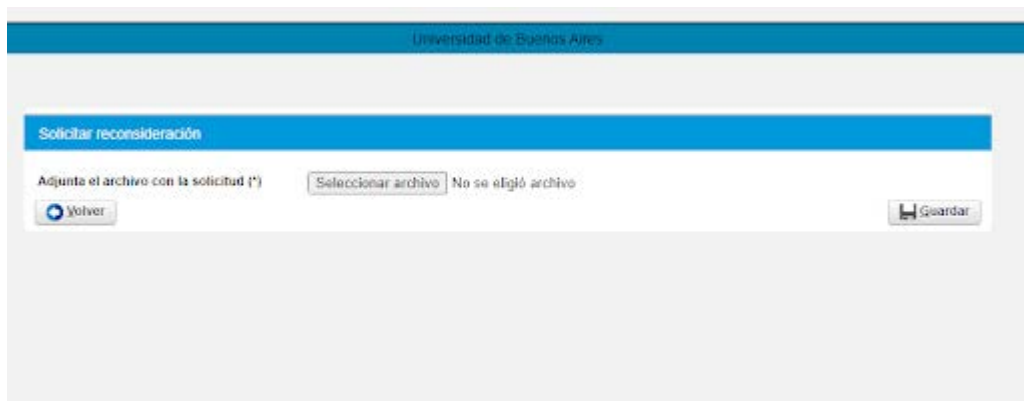 Universidad de Buenos Aires
Solicitar reconsideración
Adjunta el archivo con la solicitud (*) Seleccionar archivo No se eligió archivo
Volver Guardar